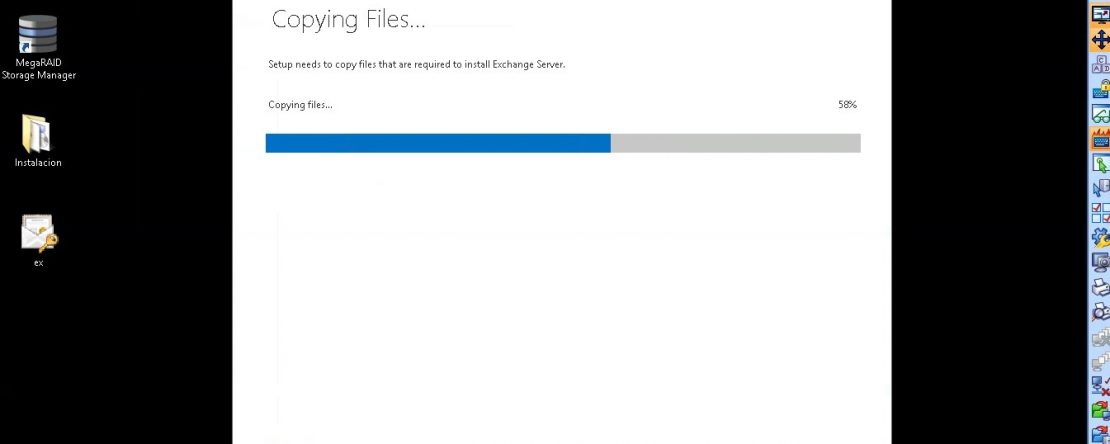 Copying Files...
Setup needs to copy files that are required to install Exchange Server.
Copying files... 58%
MegaRAID
Storage Manager
Instalacion
ex